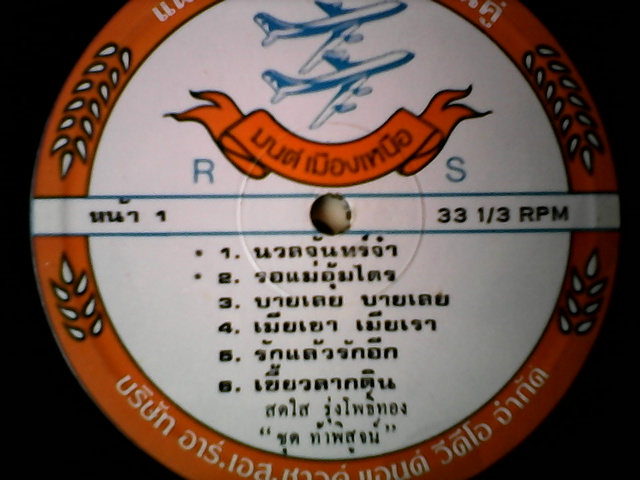 มนต์เมืองเหนือ
R S
หน้า 1 33 1/3 RPM
• 1. นวลจันทร์จ๋า
• 2. รอแม่อุ้มไตร
3. บายเลย บายเลย
4. เมียเขา เมียเรา
5. รักแล้วรักอีก
6. เขี้ยวลากดิน
สดใส รุ่งโพธิ์ทอง
“ชุด ท้าพิสูจน์”
บริษัท อาร์.เอส.ซาวด์ แอนด์ วีดีโอ จำกัด